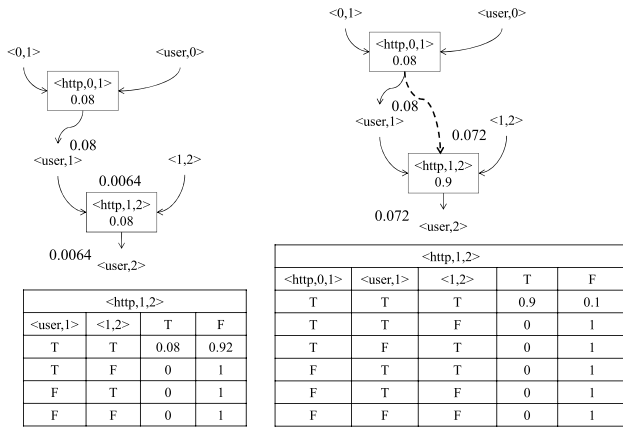 <0,1>
<user,0>
<http,0,1>
0.08
0.08
<user,1>
<1,2>
0.0064
<http,1,2>
0.08
0.0064
<user,2>
<http,1,2>
<user,1> <1,2> T F
T T 0.08 0.92
T F 0 1
F T 0 1
F F 0 1
<0,1>
<user,0>
<http,0,1>
0.08
0.08
<user,1>
<1,2>
0.072
<http,1,2>
0.9
0.072
<user,2>
<http,1,2>
<http,0,1> <user,1> <1,2> T F
T T T 0.9 0.1
T T F 0 1
T F T 0 1
F T T 0 1
F T F 0 1
F F F 0 1